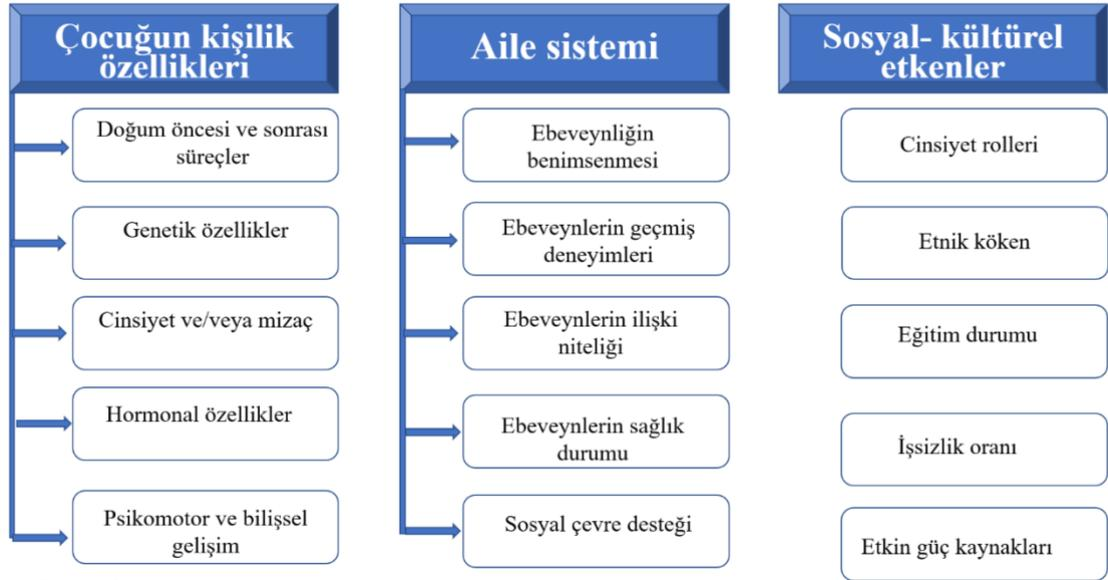 Çocuğun kişilik
özellikleri
Doğum öncesi ve sonrası
süreçler
Genetik özellikler
Cinsiyet ve/veya mizaç
Hormonal özellikler
Psikomotor ve bilişsel
gelişim
Aile sistemi
Ebeveynliğin
benimsenmesi
Ebeveynlerin geçmiş
deneyimleri
Ebeveynlerin ilişki
niteliği
Ebeveynlerin sağlık
durumu
Sosyal çevre desteği
Sosyal- kültürel
etkenler
Cinsiyet rolleri
Etnik köken
Eğitim durumu
İşsizlik oranı
Etkin güç kaynakları